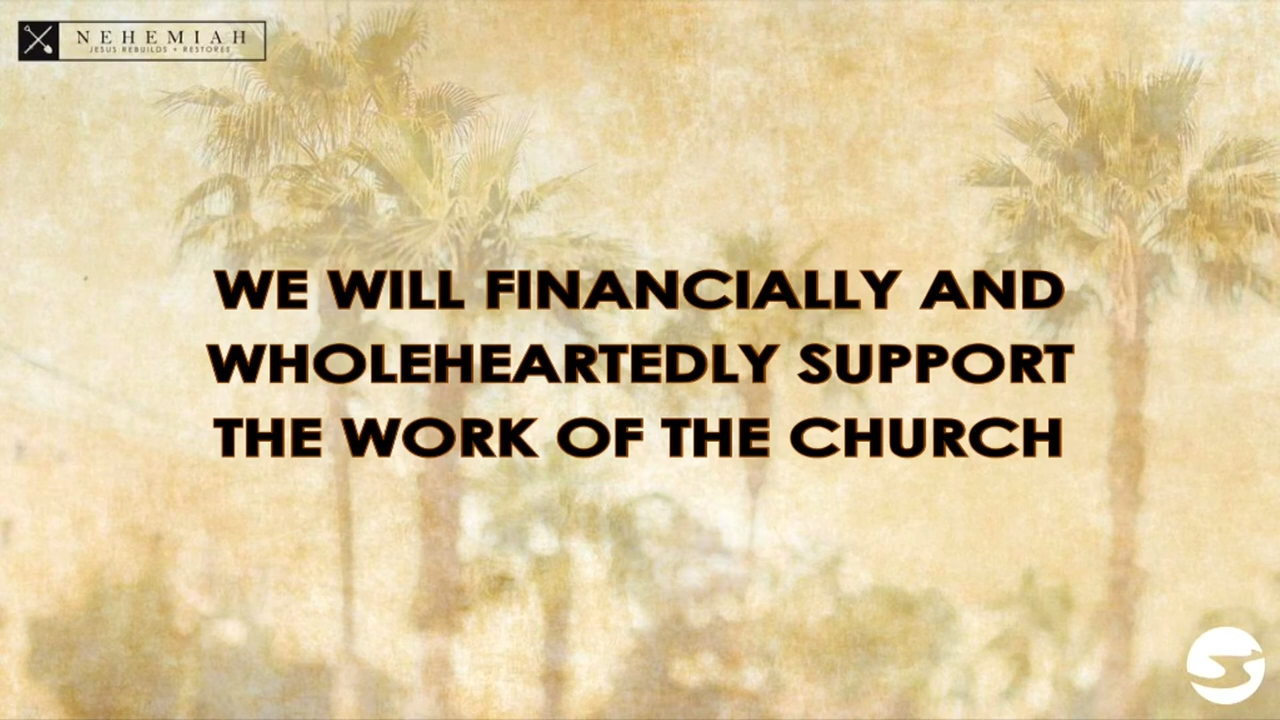 NEHEMIAH
JESUS REBUILDS + RESTORES
WE WILL FINANCIALLY AND
WHOLEHEARTEDLY SUPPORT
THE WORK OF THE CHURCH